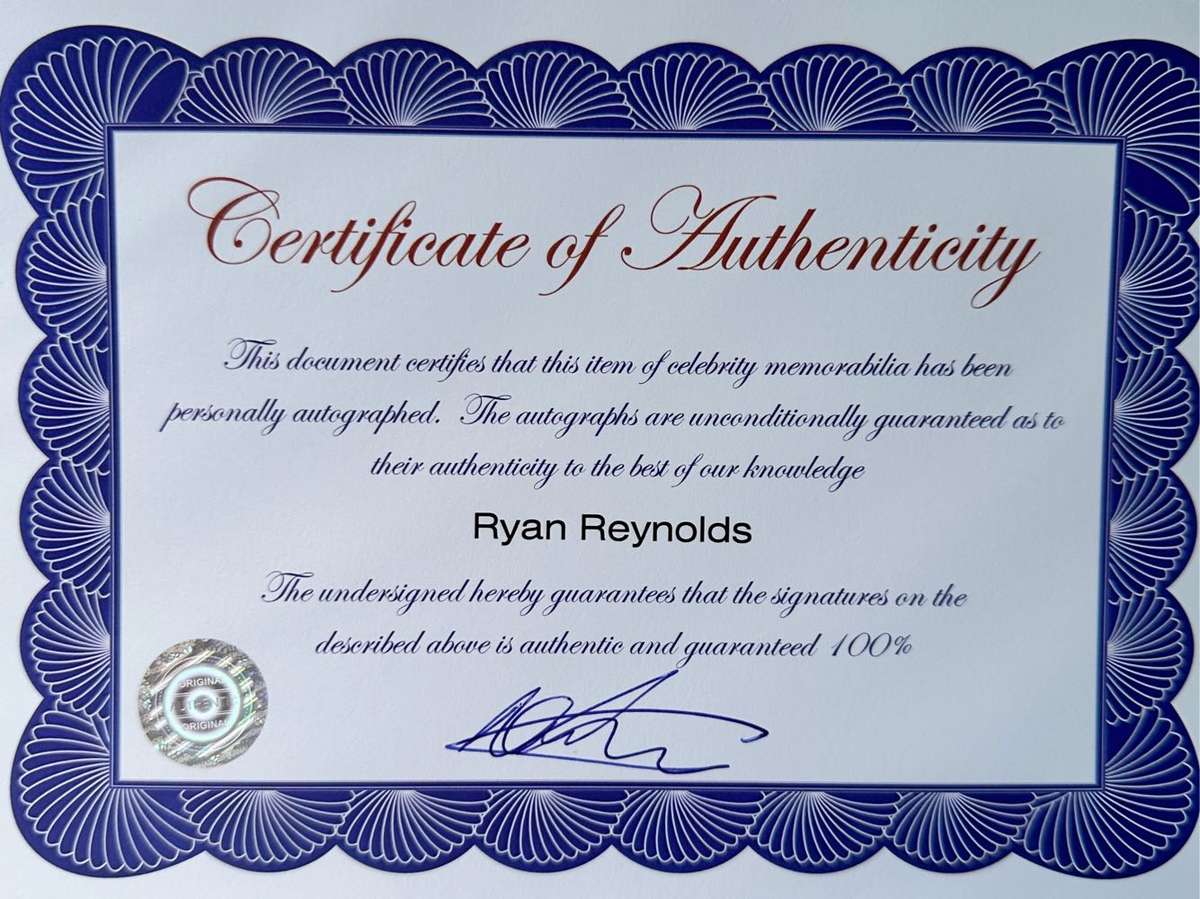 Certificate of Authenticity
This document certifies that this item of celebrity memorabilia has been
personally autographed. The autographs are unconditionally guaranteed as to
their authenticity to the best of our knowledge
Ryan Reynolds
The undersigned hereby guarantees that the signatures on the
described above is authentic and guaranteed 100%
ORIGINAL
ORIGINAL